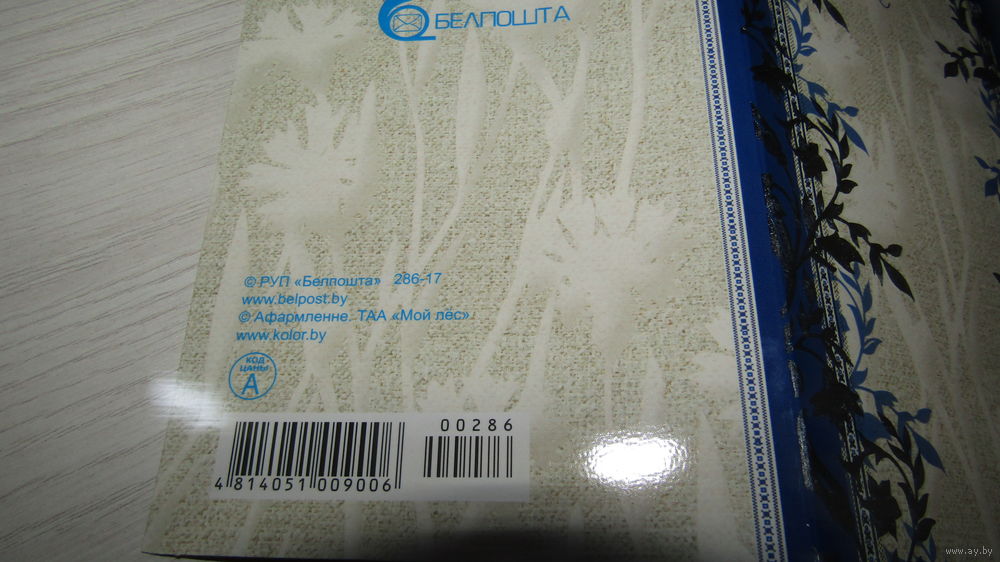 БЕЛПОШТА
© РУП «Белпошта» 286-17
www.belpost.by
© Афармленне. ТАА «Мой лёс».
www.kolor.by
КОД
ЦАНЫ
А
00286
4 814051 009006
www.ay.by